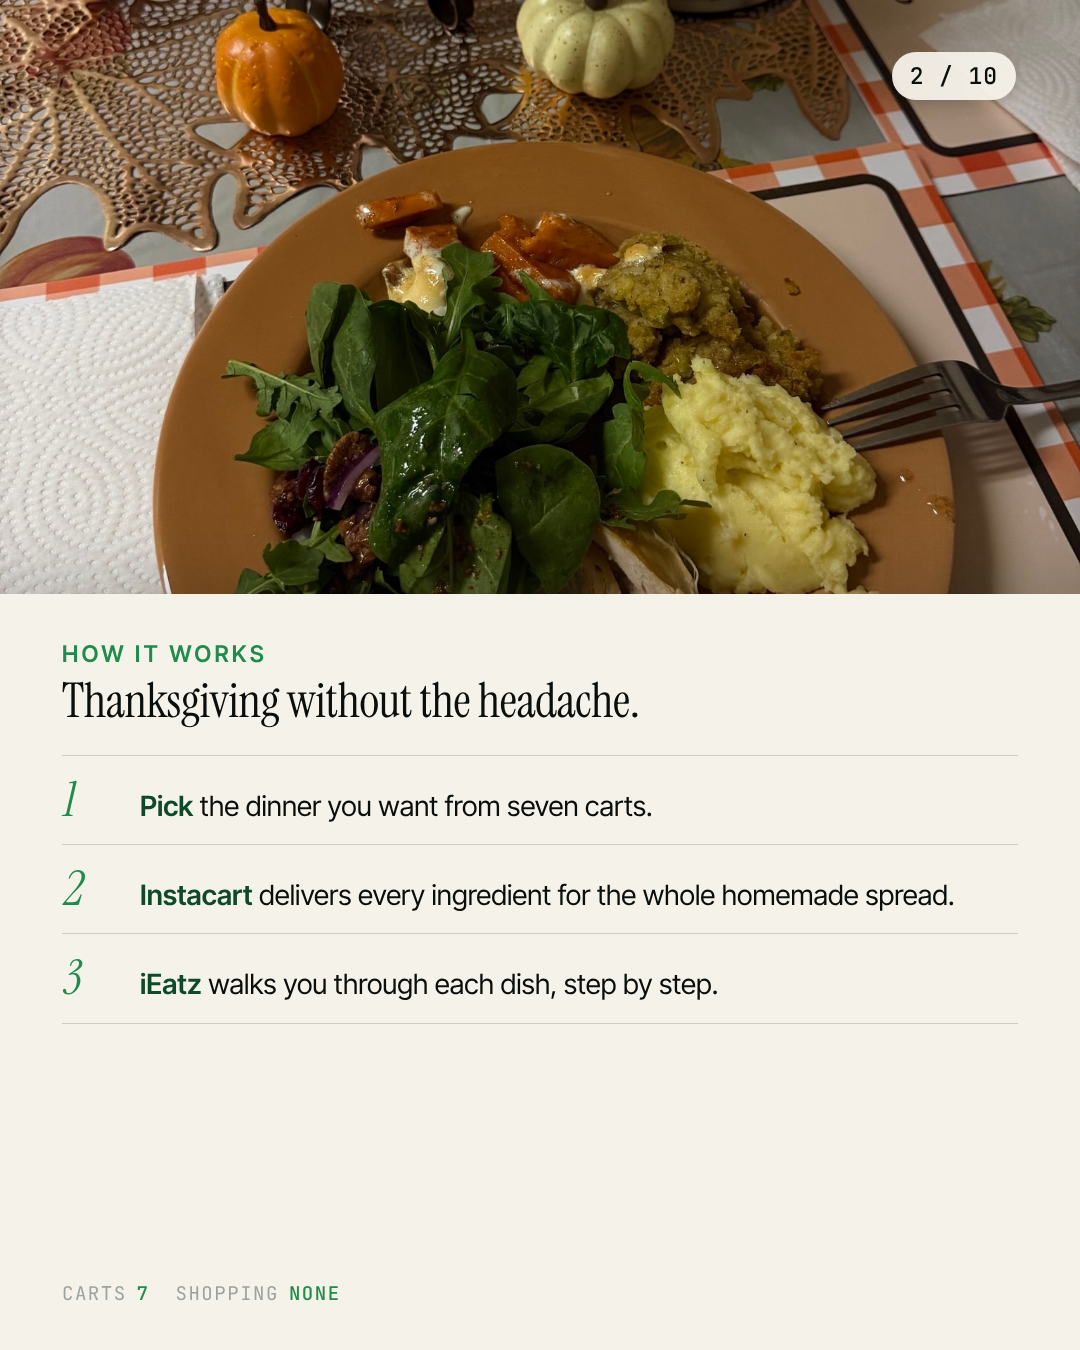 2 / 10
HOW IT WORKS
Thanksgiving without the headache.
1 Pick the dinner you want from seven carts.
2 Instacart delivers every ingredient for the whole homemade spread.
3 iEatz walks you through each dish, step by step.
CARTS 7 SHOPPING NONE